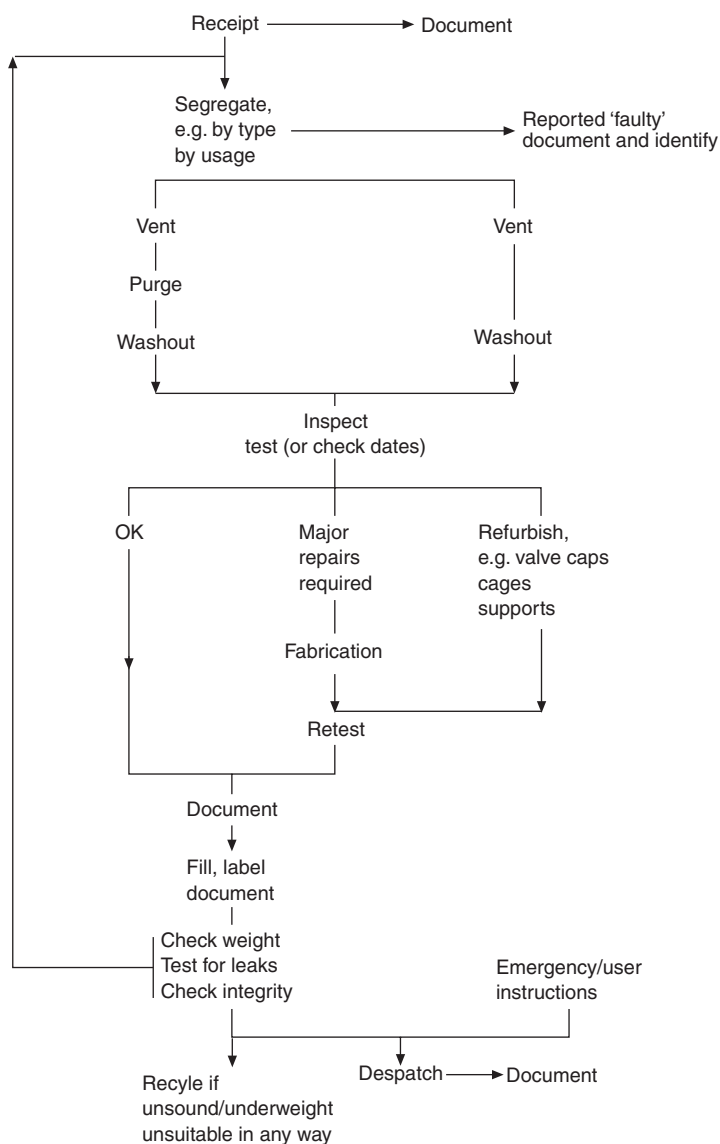 Receipt
Document
Segregate,
e.g. by type
by usage
Reported ‘faulty’
document and identify
Vent
Vent
Purge
Washout
Washout
Inspect
test (or check dates)
OK
Major
repairs
required
Refurbish,
e.g. valve caps
cages
supports
Fabrication
Retest
Document
Fill, label
document
Check weight
Test for leaks
Check integrity
Emergency/user
instructions
Recyle if
unsound/underweight
unsuitable in any way
Despatch
Document